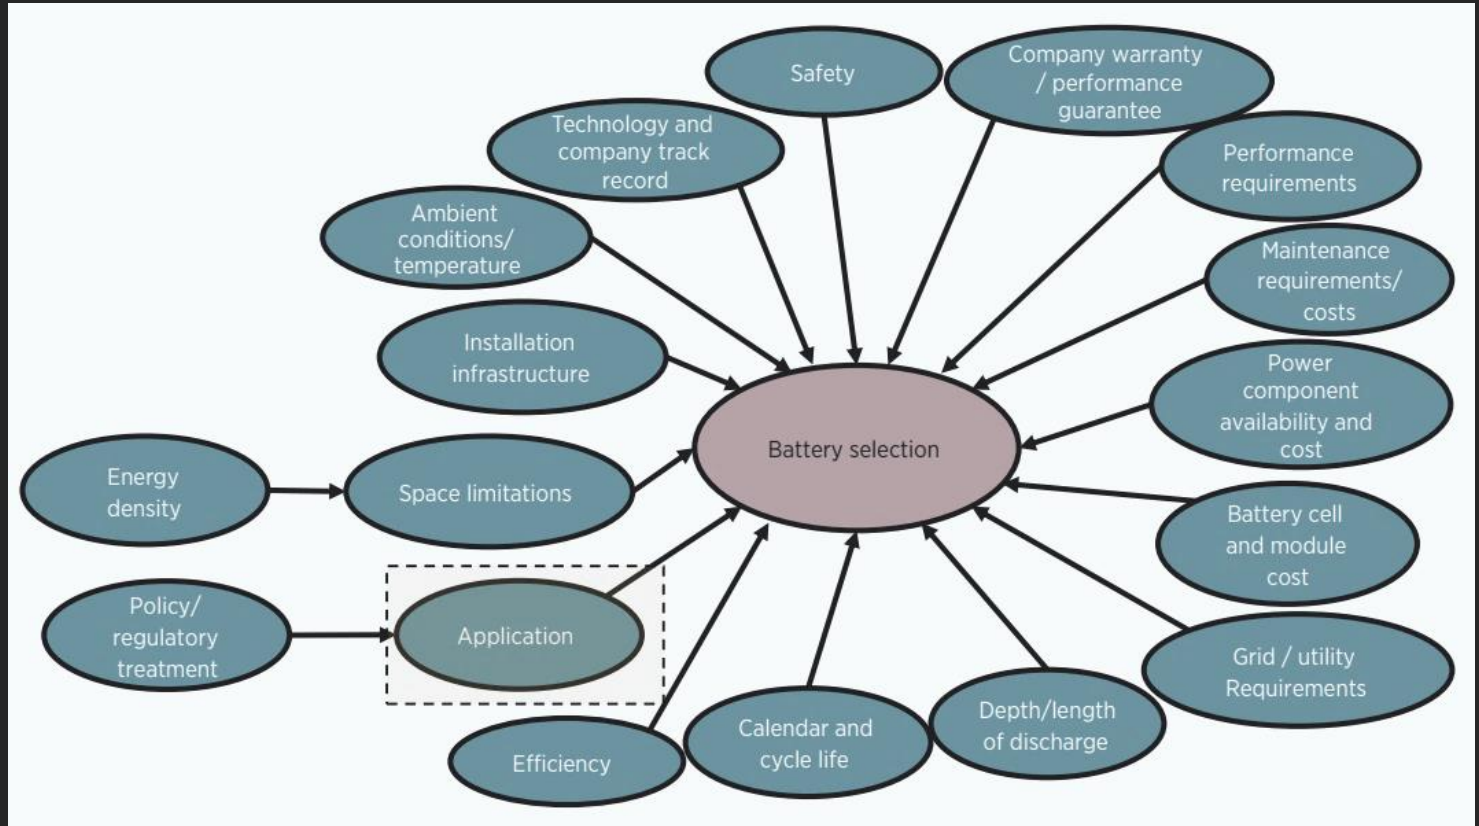 Safety
Company warranty
/ performance
guarantee
Technology and
company track
record
Performance
requirements
Ambient
conditions/
temperature
Maintenance
requirements/
costs
Installation
infrastructure
Power
component
availability and
cost
Battery selection
Energy
density
Space limitations
Battery cell
and module
cost
Policy/
regulatory
treatment
Application
Grid / utility
Requirements
Efficiency
Calendar and
cycle life
Depth/length
of discharge